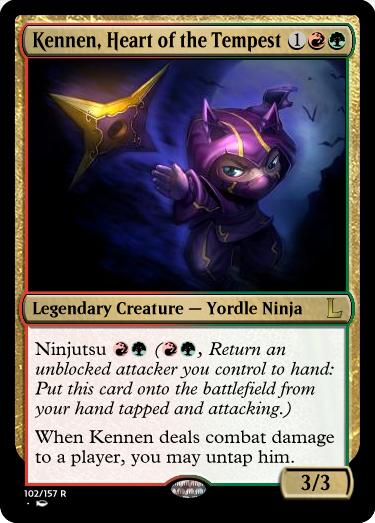 Kennen, Heart of the Tempest 1
Legendary Creature — Yordle Ninja L
Ninjutsu (, Return an
unblocked attacker you control to hand:
Put this card onto the battlefield from
your hand tapped and attacking.)
When Kennen deals combat damage
to a player, you may untap him.
3/3
102/157 R